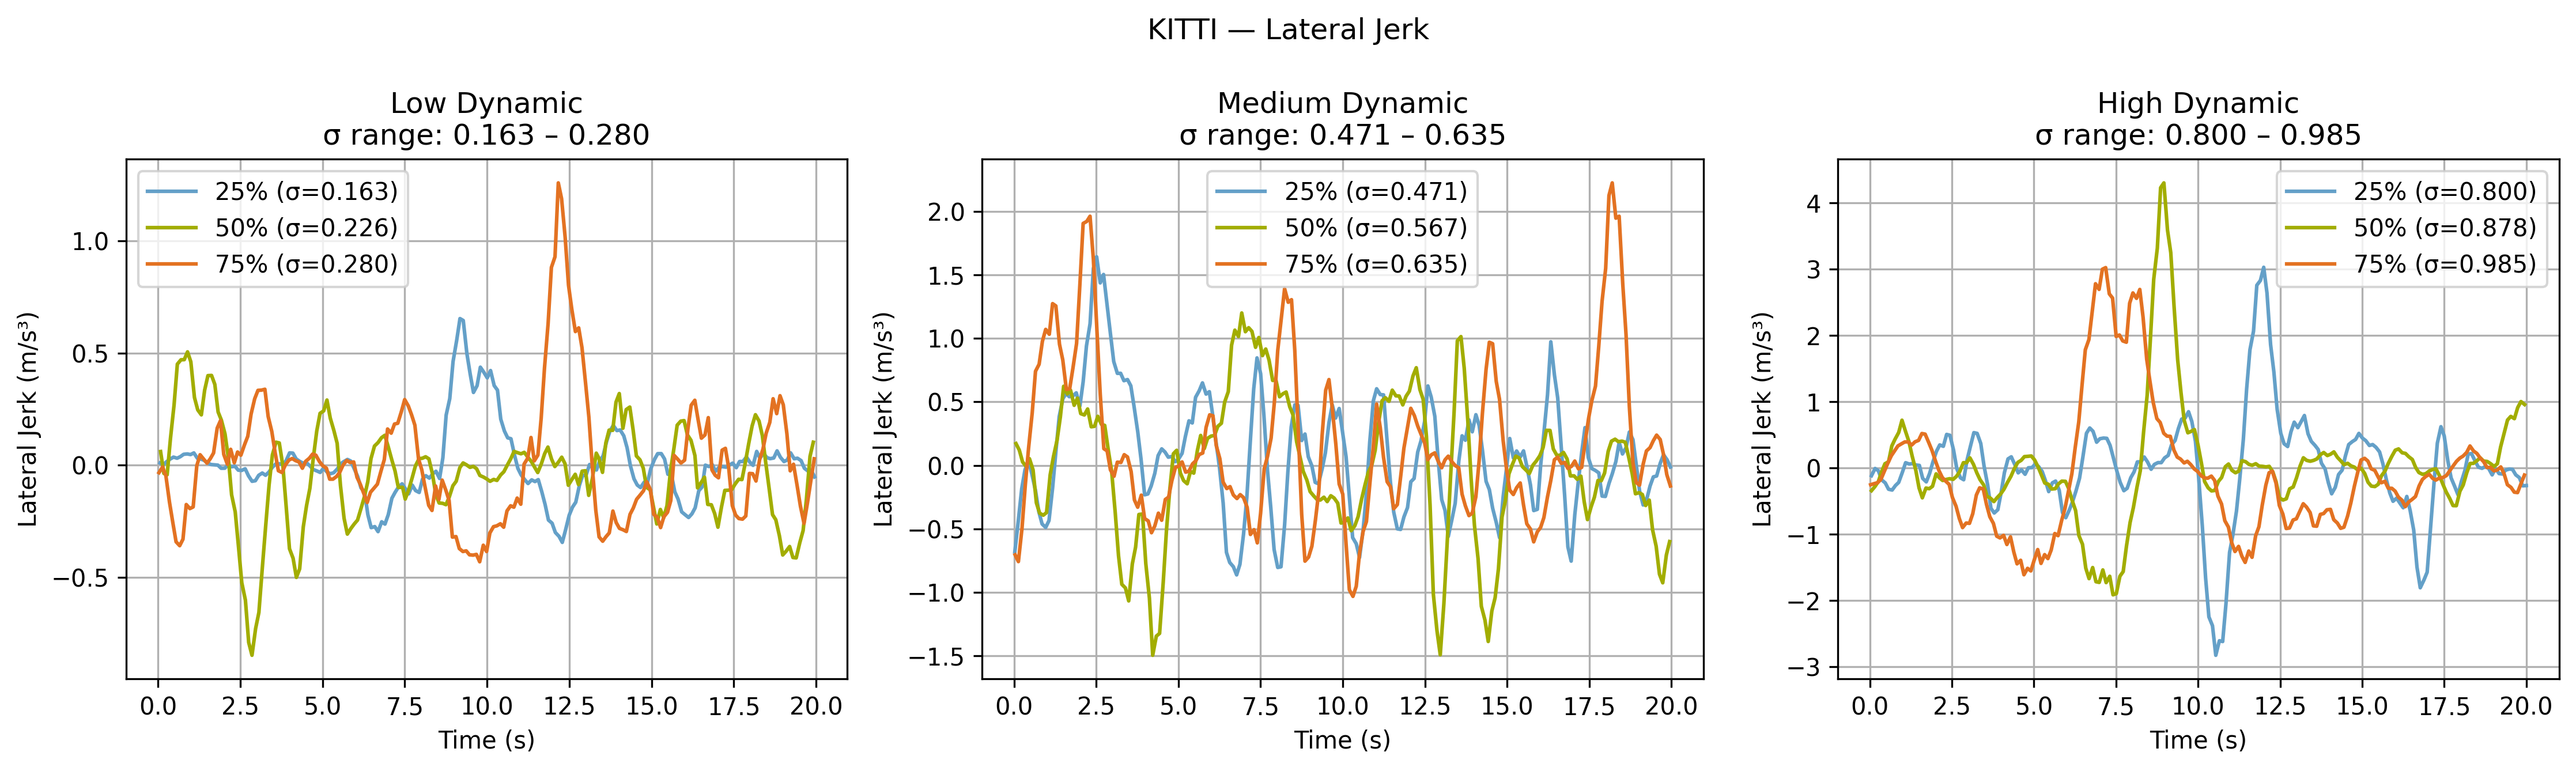 KITTI — Lateral Jerk
Low Dynamic
σ range: 0.163 – 0.280
25% (σ=0.163)
50% (σ=0.226)
75% (σ=0.280)
1.0
0.5
0.0
−0.5
Lateral Jerk (m/s³)
0.0 2.5 5.0 7.5 10.0 12.5 15.0 17.5 20.0
Time (s)
Medium Dynamic
σ range: 0.471 – 0.635
25% (σ=0.471)
50% (σ=0.567)
75% (σ=0.635)
2.0
1.5
1.0
0.5
0.0
−0.5
−1.0
−1.5
Lateral Jerk (m/s³)
0.0 2.5 5.0 7.5 10.0 12.5 15.0 17.5 20.0
Time (s)
High Dynamic
σ range: 0.800 – 0.985
25% (σ=0.800)
50% (σ=0.878)
75% (σ=0.985)
4
3
2
1
0
−1
−2
−3
Lateral Jerk (m/s³)
0.0 2.5 5.0 7.5 10.0 12.5 15.0 17.5 20.0
Time (s)